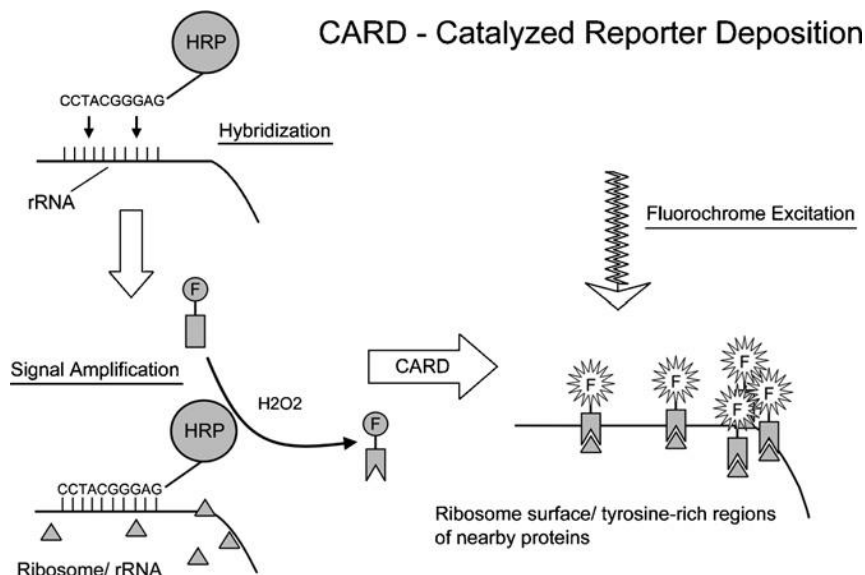 CARD - Catalyzed Reporter Deposition
HRP
CCTACGGGAG
Hybridization
rRNA
Fluorochrome Excitation
F
Signal Amplification
H2O2
HRP
F
CCTACGGGAG
Ribosome/ rRNA
CARD
F
F
F
F
F
Ribosome surface/ tyrosine-rich regions
of nearby proteins